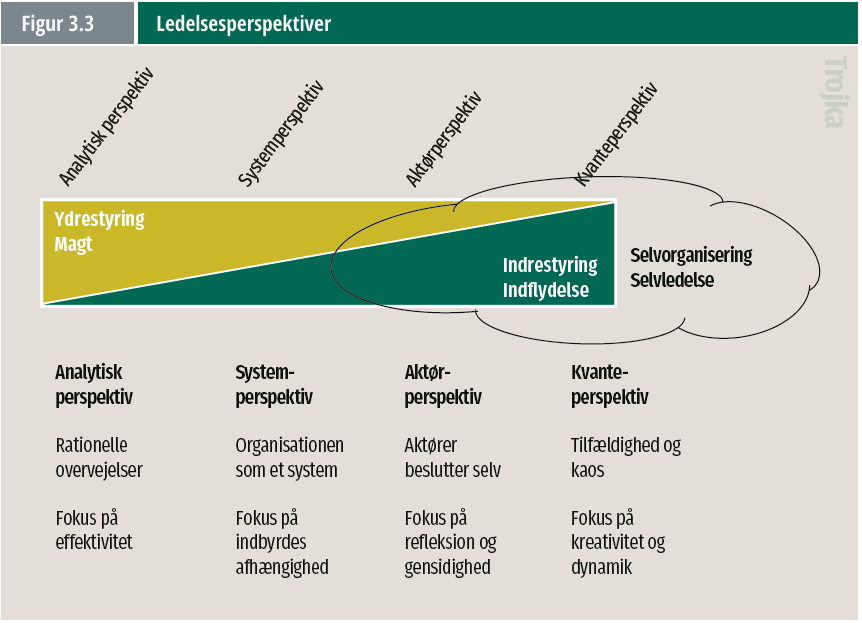 Figur 3.3
Ledelsesperspektiver
Trojka
Analytisk perspektiv
Systemperspektiv
Aktørperspektiv
Kvanteperspektiv
Ydrestyring
Magt
Indrestyring
Indflydelse
Selvorganisering
Selvledelse
Analytisk
perspektiv
Rationelle
overvejelser
Fokus på
effektivitet
System-
perspektiv
Organisationen
som et system
Fokus på
indbyrdes
afhængighed
Aktør-
perspektiv
Aktører
beslutter selv
Fokus på
refleksion og
gensidighed
Kvante-
perspektiv
Tilfældighed og
kaos
Fokus på
kreativitet og
dynamik